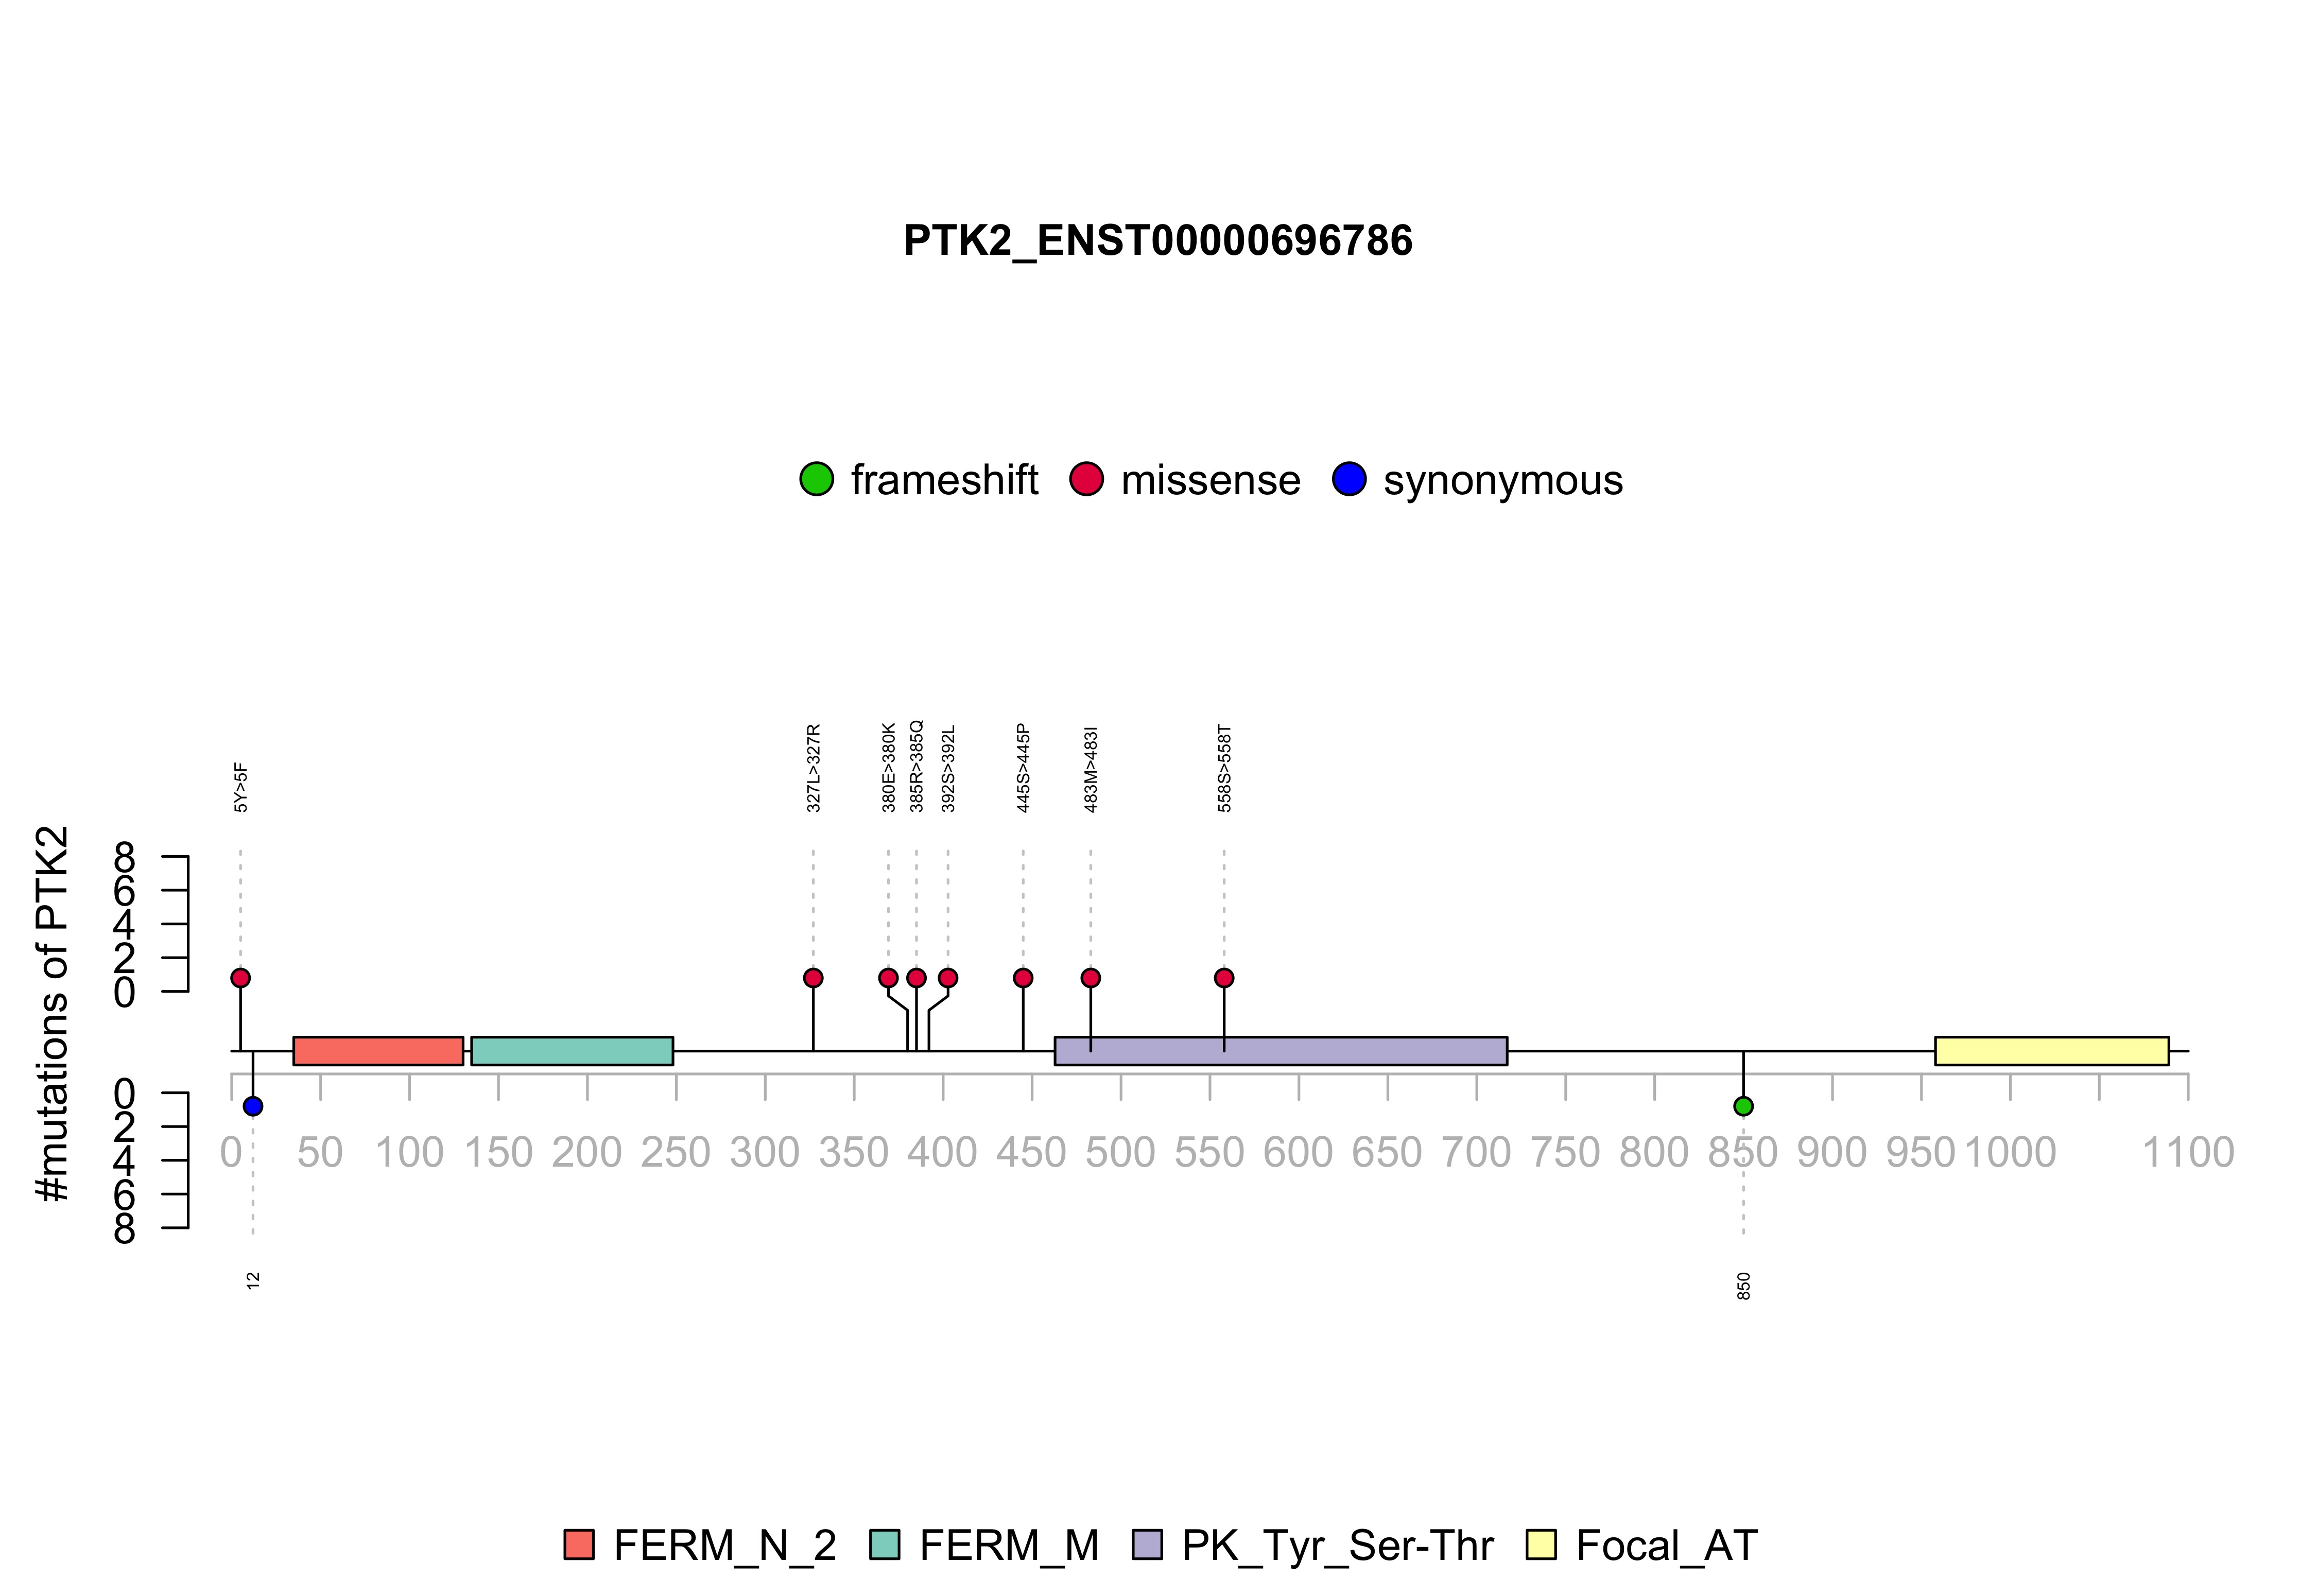 PTK2_ENST00000696786
frameshift missense synonymous
5Y>5F
327L>327R
380E>380K
385R>385Q
392S>392L
445S>445P
483M>483I
558S>558T
#mutations of PTK2
8
6
4
2
0
0
2
4
6
8
0 50 100 150 200 250 300 350 400 450 500 550 600 650 700 750 800 850 900 950 1000 1100
12
850
FERM_N_2 FERM_M PK_Tyr_Ser-Thr Focal_AT